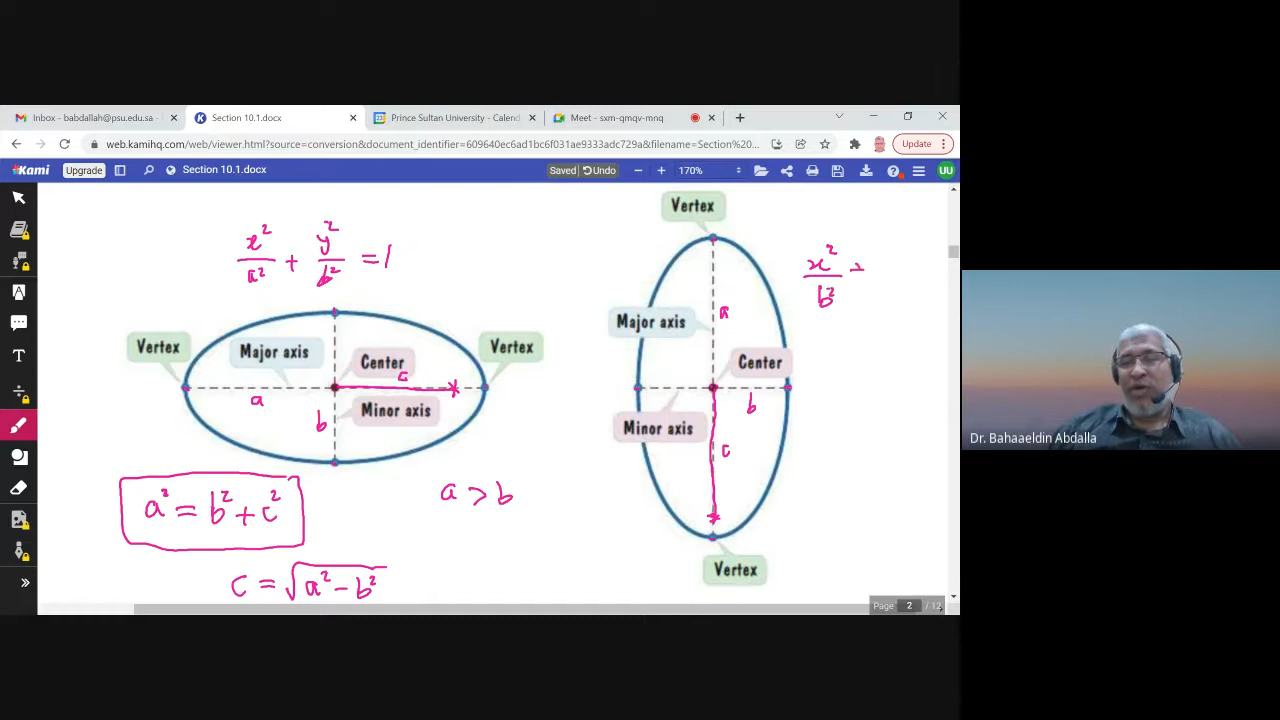 Inbox - babdallah@psu.edu.sa -
Section 10.1.docx
Prince Sultan University - Calend
Meet - sxm-qmqv-mnq
web.kamihq.com/web/viewer.html?source=conversion&document_identifier=609640ec6ad1bc6f031ae9333adc729a&filename=Section%20...
Update
Kami
Upgrade
Section 10.1.docx
Saved
Undo
170%
UU
x²/a² + y²/b² = 1
Vertex
x²/b² +
a
Major axis
Vertex
Major axis
Center
Vertex
c
Center
a
b
Minor axis
b
Minor axis
c
a² = b² + c²
a > b
c = √a² - b²
Vertex
Page 2 / 12
Dr. Bahaaeldin Abdalla